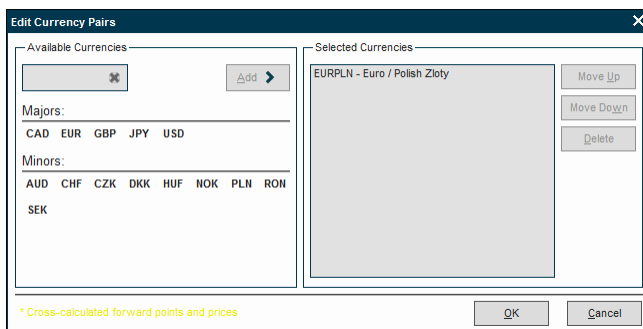 Edit Currency Pairs
Available Currencies
Add
Majors:
CAD EUR GBP JPY USD
Minors:
AUD CHF CZK DKK HUF NOK PLN RON
SEK
Selected Currencies
EURPLN - Euro / Polish Zloty
Move Up
Move Down
Delete
* Cross-calculated forward points and prices
OK
Cancel